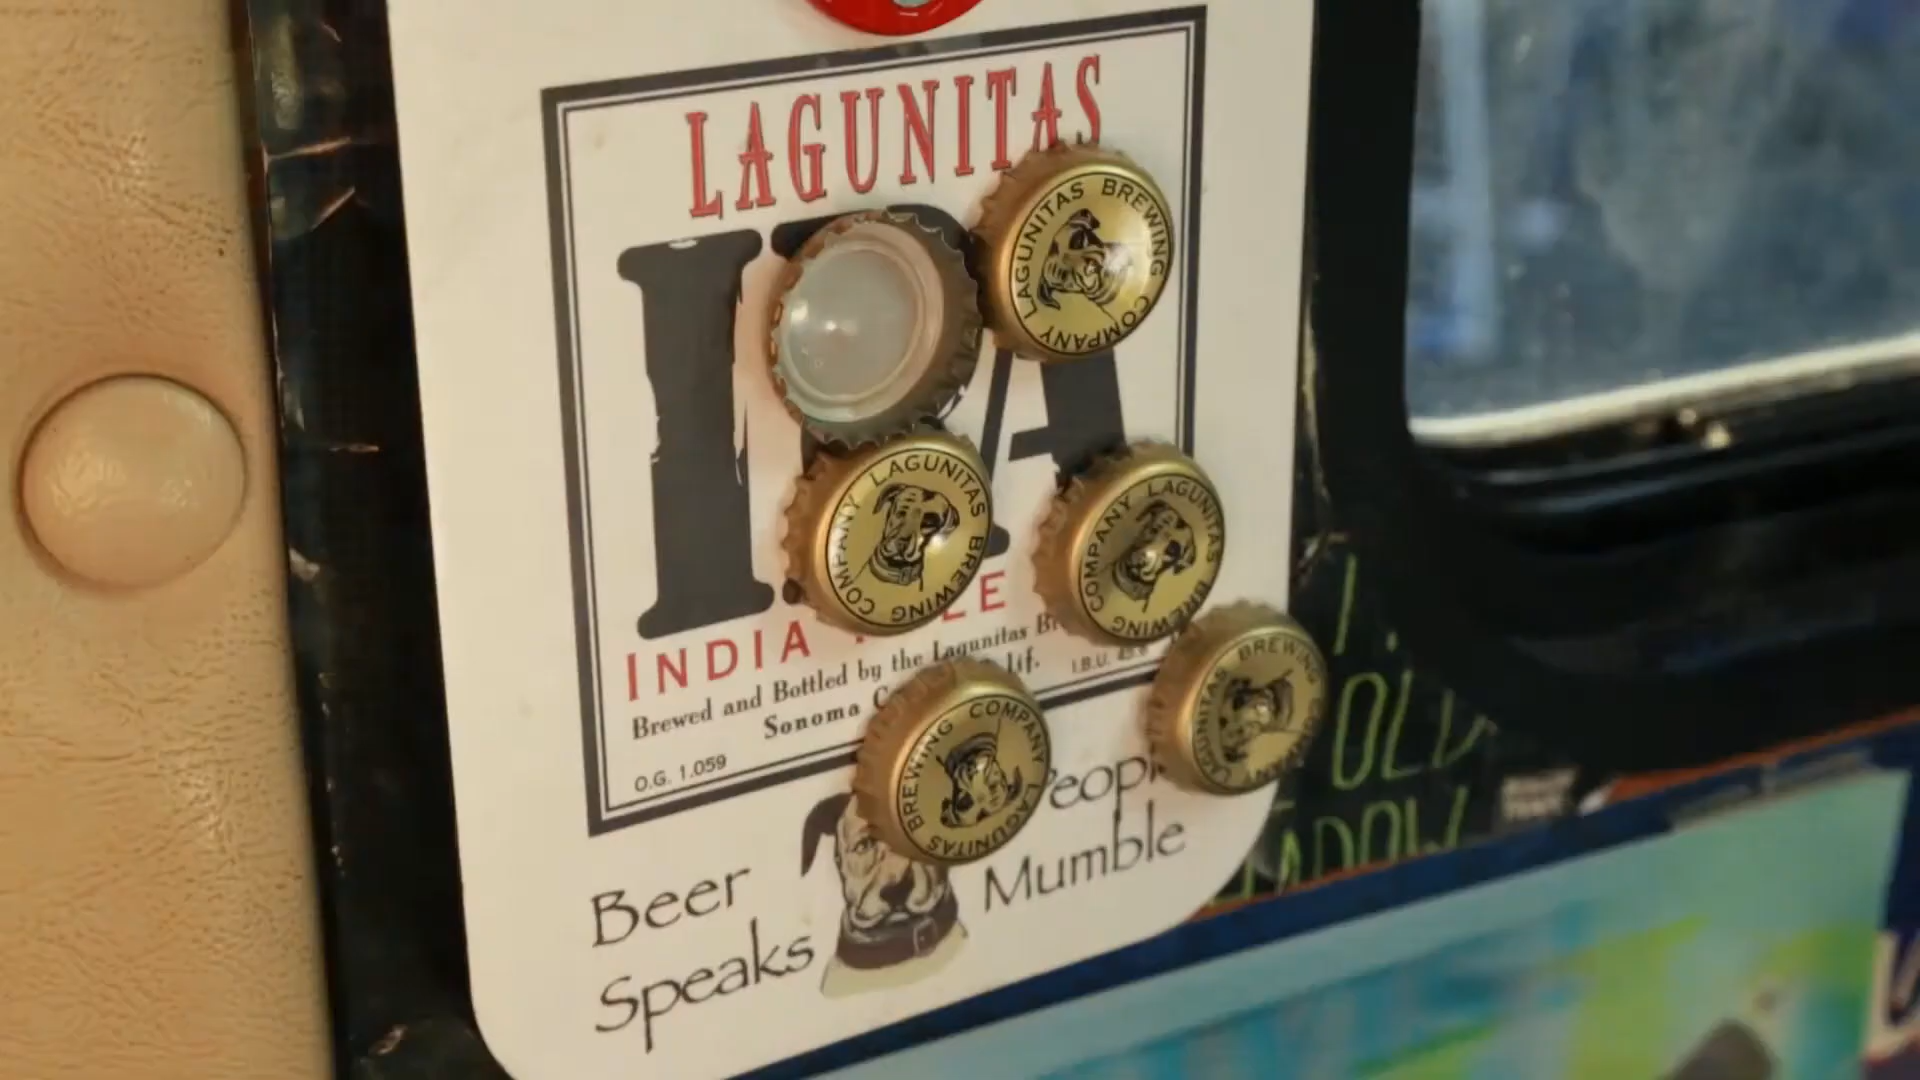 LAGUNITAS
INDIA
Brewed and Bottled by the Lagunitas
Sonoma
O.G. 1.059
I.B.U.
LAGUNITAS BREWING COMPANY
LAGUNITAS BREWING COMPANY
LAGUNITAS BREWING COMPANY
LAGUNITAS BREWING COMPANY
LAGUNITAS BREWING
Beer
Speaks
Mumble